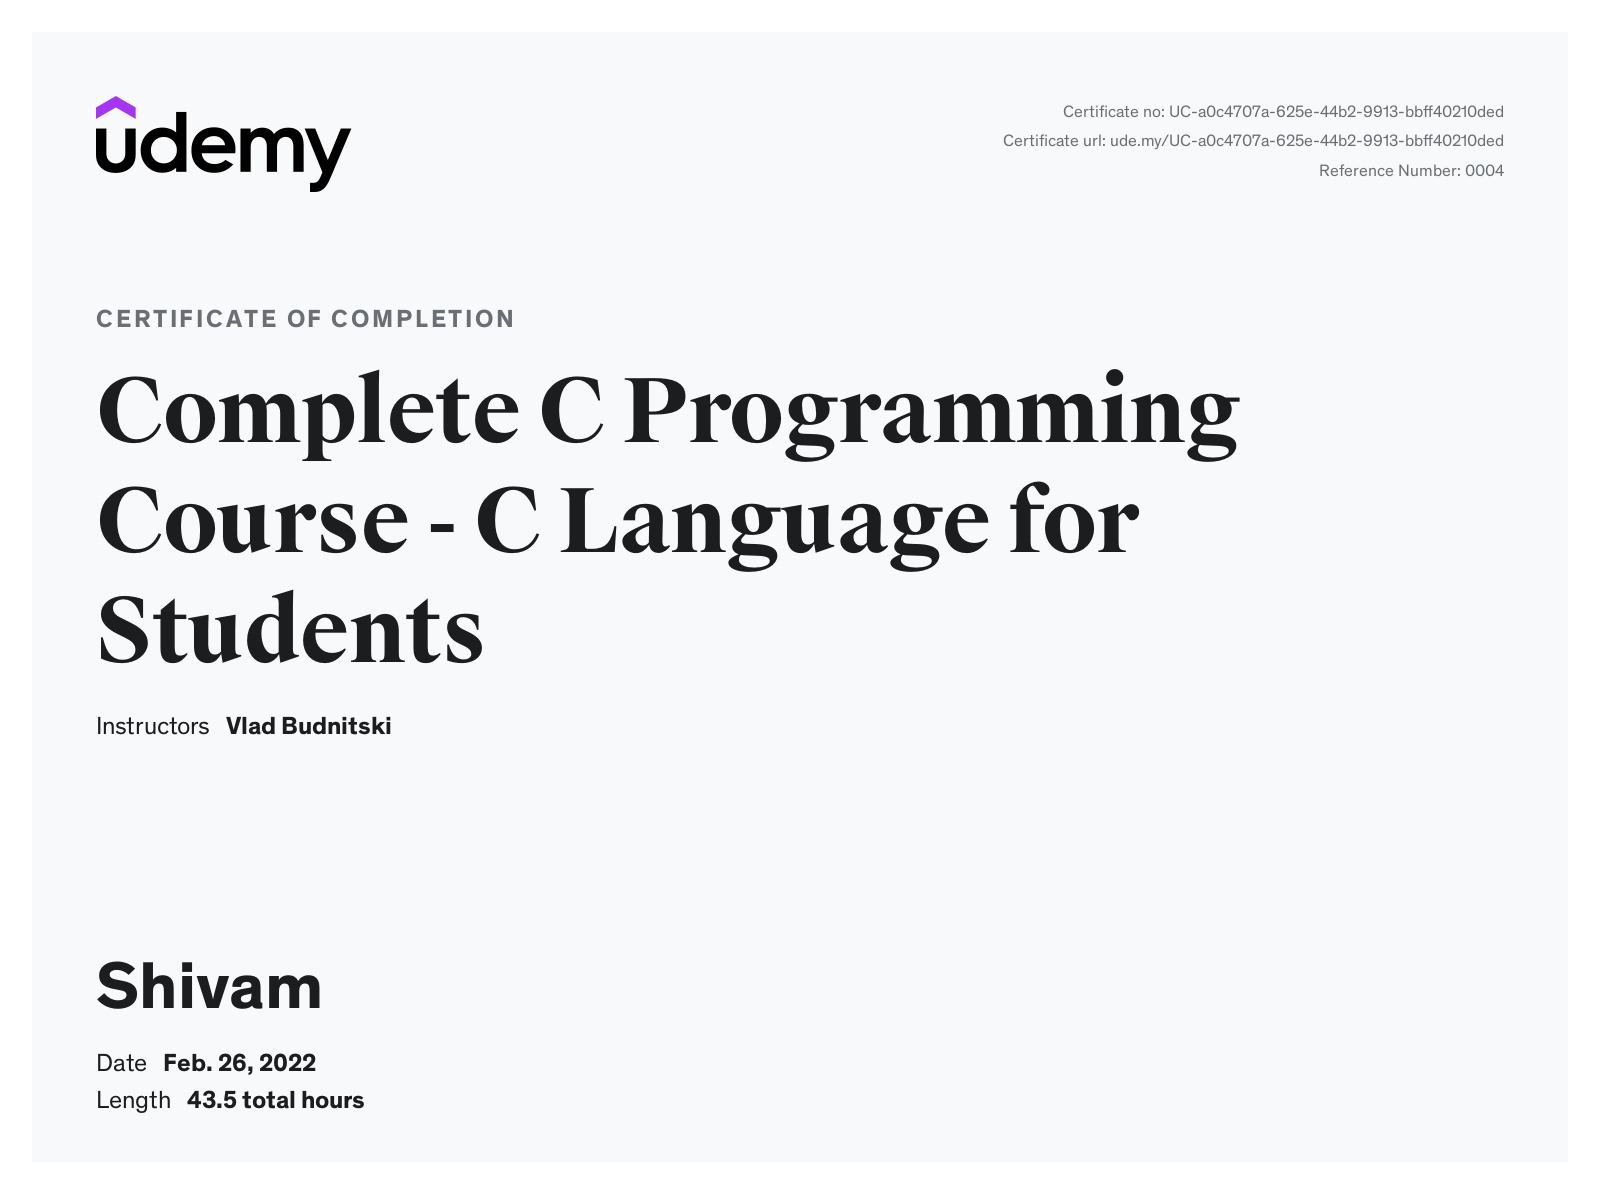 udemy
Certificate no: UC-a0c4707a-625e-44b2-9913-bbff40210ded
Certificate url: ude.my/UC-a0c4707a-625e-44b2-9913-bbff40210ded
Reference Number: 0004
CERTIFICATE OF COMPLETION
Complete C Programming
Course - C Language for
Students
Instructors Vlad Budnitski
Shivam
Date Feb. 26, 2022
Length 43.5 total hours